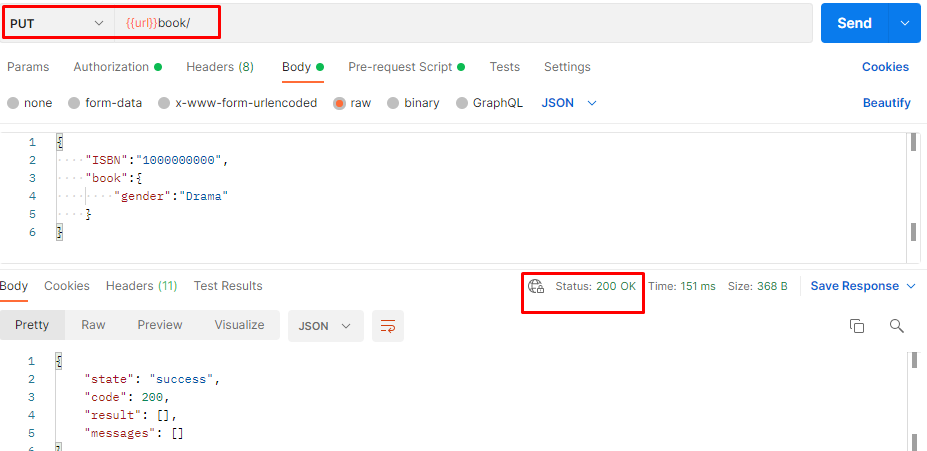 PUT {{url}}book/ Send
Params Authorization Headers (8) Body Pre-request Script Tests Settings Cookies
none form-data x-www-form-urlencoded raw binary GraphQL JSON Beautify
1 {
2 "ISBN":"1000000000",
3 "book":{
4 "gender":"Drama"
5 }
6 }
Body Cookies Headers (11) Test Results Status: 200 OK Time: 151 ms Size: 368 B Save Response
Pretty Raw Preview Visualize JSON
1 {
2 "state": "success",
3 "code": 200,
4 "result": [],
5 "messages": []
6 }